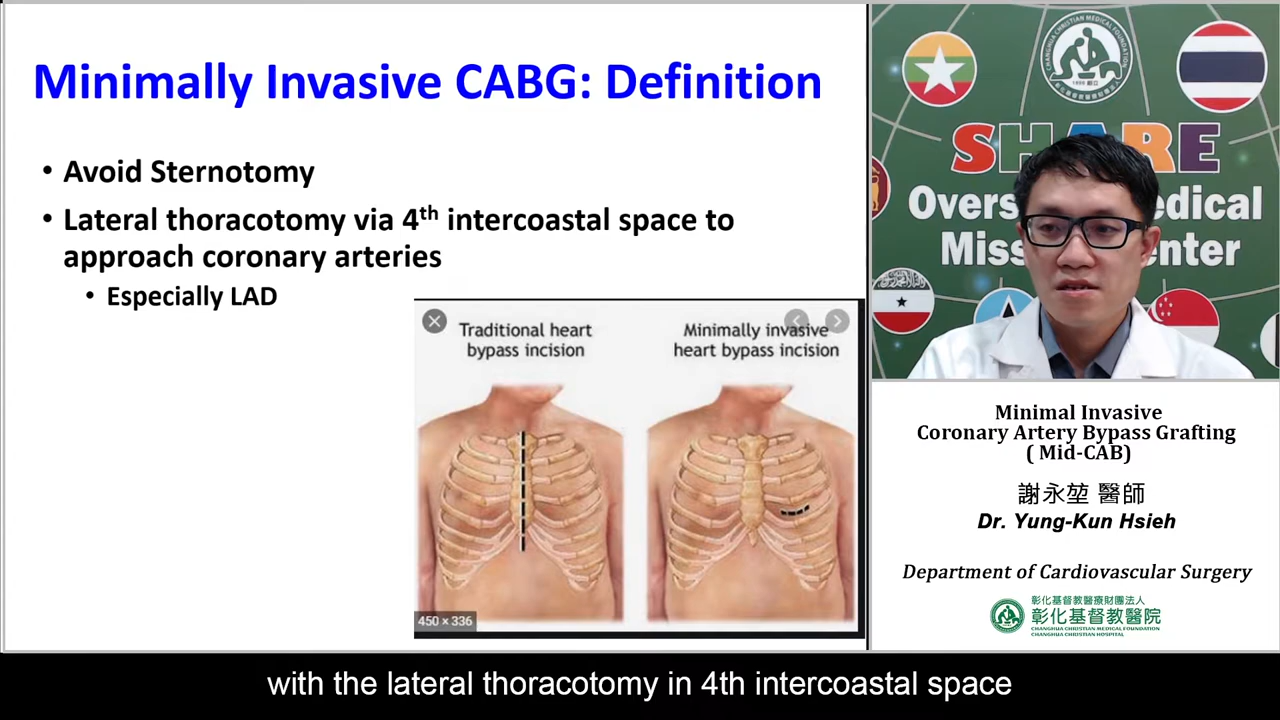 Minimally Invasive CABG: Definition
• Avoid Sternotomy
• Lateral thoracotomy via 4th intercoastal space to
approach coronary arteries
• Especially LAD
Traditional heart
bypass incision
Minimally invasive
heart bypass incision
450 × 336
SHARE
Overs edical
Miss enter
Minimal Invasive
Coronary Artery Bypass Grafting
( Mid-CAB)
謝永堃 醫師
Dr. Yung-Kun Hsieh
Department of Cardiovascular Surgery
彰化基督教醫療財團法人
彰化基督教醫院
CHANGHUA CHRISTIAN MEDICAL FOUNDATION
CHANGHUA CHRISTIAN HOSPITAL
with the lateral thoracotomy in 4th intercoastal space